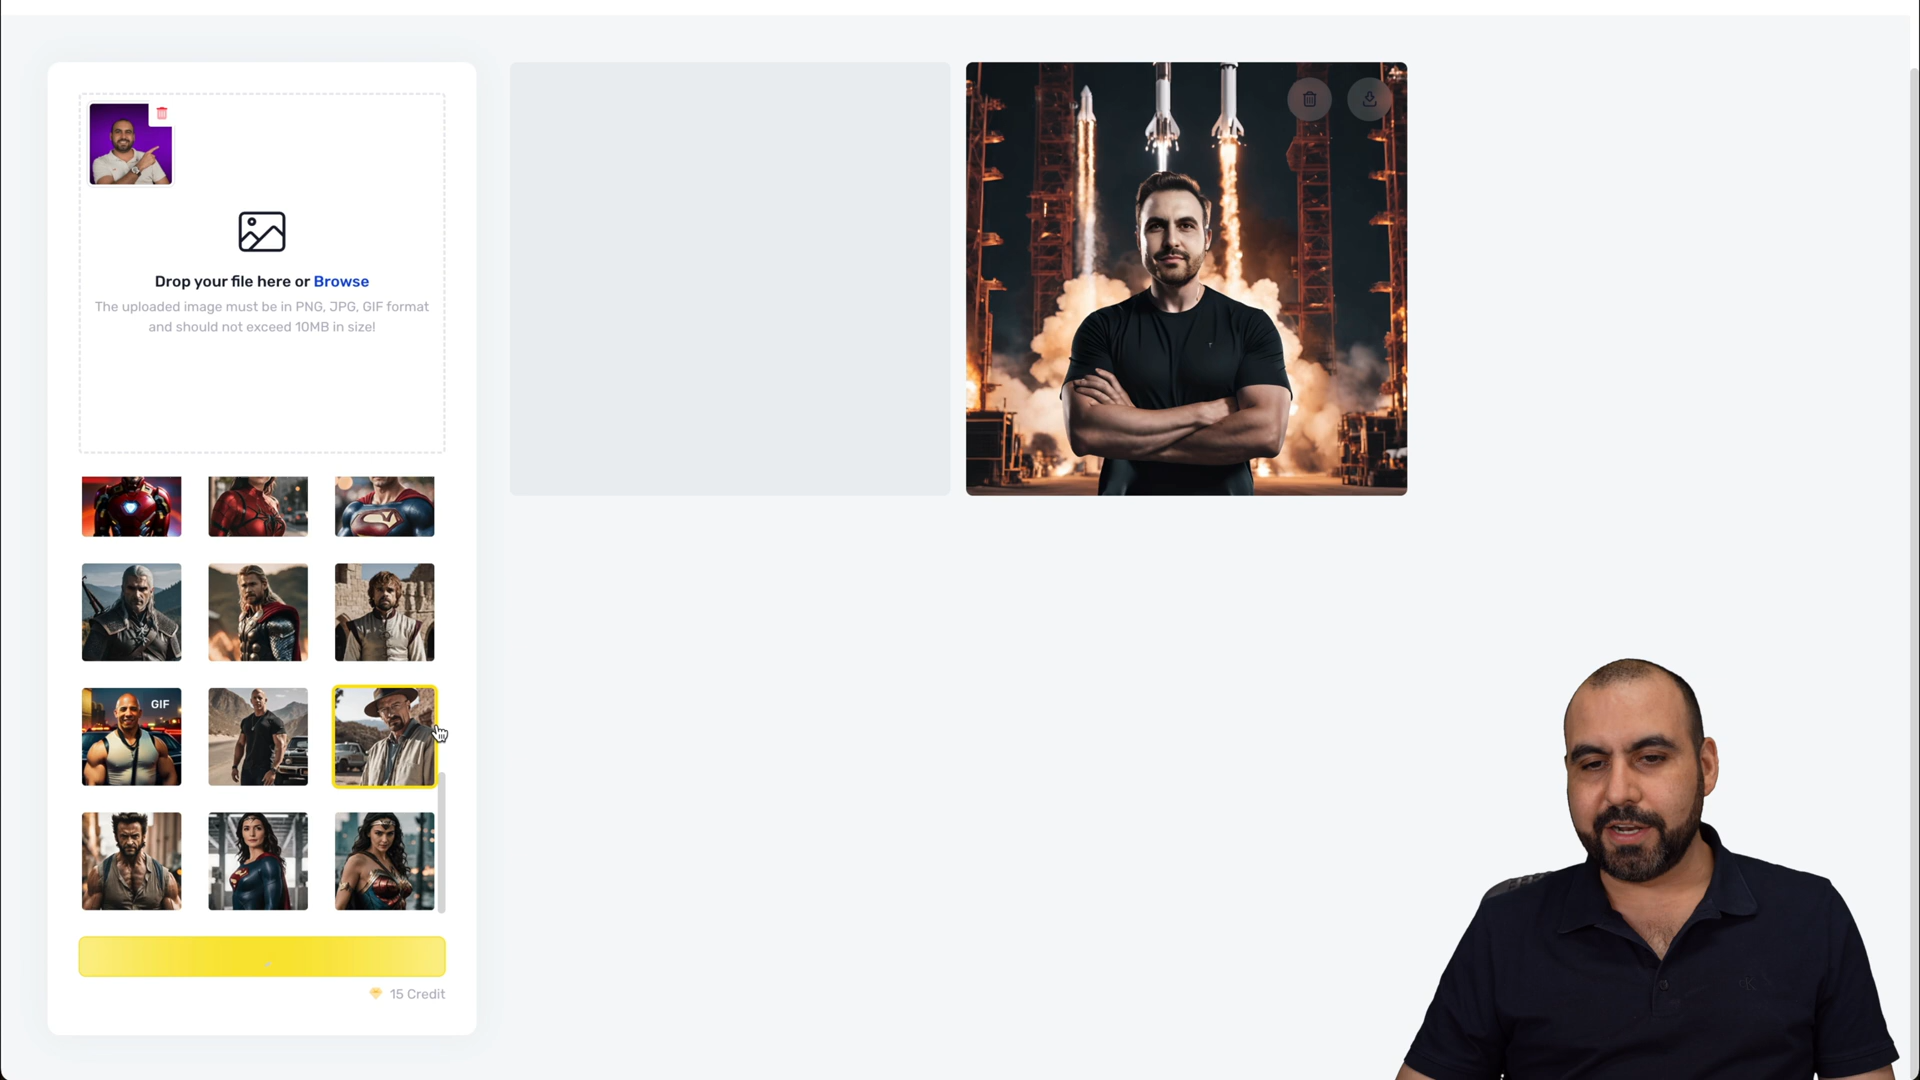 Drop your file here or Browse
The uploaded image must be in PNG, JPG, GIF format
and should not exceed 10MB in size!
GIF
15 Credit